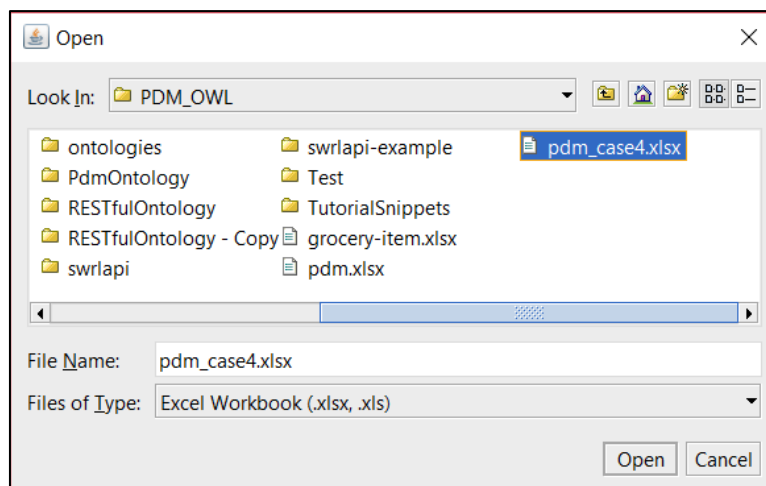 Open
Look In: PDM_OWL
ontologies swrlapi-example pdm_case4.xlsx
PdmOntology Test
RESTfulOntology TutorialSnippets
RESTfulOntology - Copy grocery-item.xlsx
swrlapi pdm.xlsx
File Name: pdm_case4.xlsx
Files of Type: Excel Workbook (.xlsx, .xls)
Open Cancel